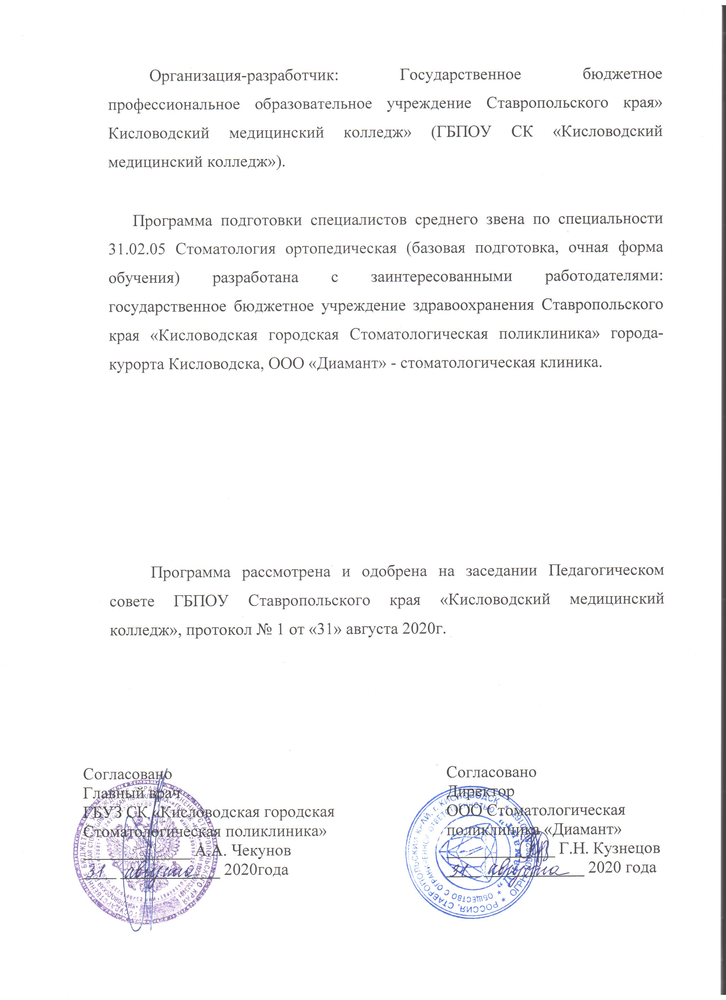 Организация-разработчик: Государственное бюджетное
профессиональное образовательное учреждение Ставропольского края»
Кисловодский медицинский колледж» (ГБПОУ СК «Кисловодский
медицинский колледж»).
Программа подготовки специалистов среднего звена по специальности
31.02.05 Стоматология ортопедическая (базовая подготовка, очная форма
обучения) разработана с заинтересованными работодателями:
государственное бюджетное учреждение здравоохранения Ставропольского
края «Кисловодская городская Стоматологическая поликлиника» города-
курорта Кисловодска, ООО «Диамант» - стоматологическая клиника.
Программа рассмотрена и одобрена на заседании Педагогическом
совете ГБПОУ Ставропольского края «Кисловодский медицинский
колледж», протокол № 1 от «31» августа 2020г.
Согласовано
Главный врач
ГБУЗ СК «Кисловодская городская
Стоматологическая поликлиника»
А.А. Чекунов
31 августа 2020года
Согласовано
Директор
ООО Стоматологическая
поликлиника «Диамант»
Г.Н. Кузнецов
31 августа 2020 года
РОССИЯ, СТАВРОПОЛЬСКИЙ КРАЙ, г. КИСЛОВОДСК
ОБЩЕСТВО С ОГРАНИЧЕННОЙ ОТВЕТСТВЕННОСТЬЮ
"Диамант"
ОГРН